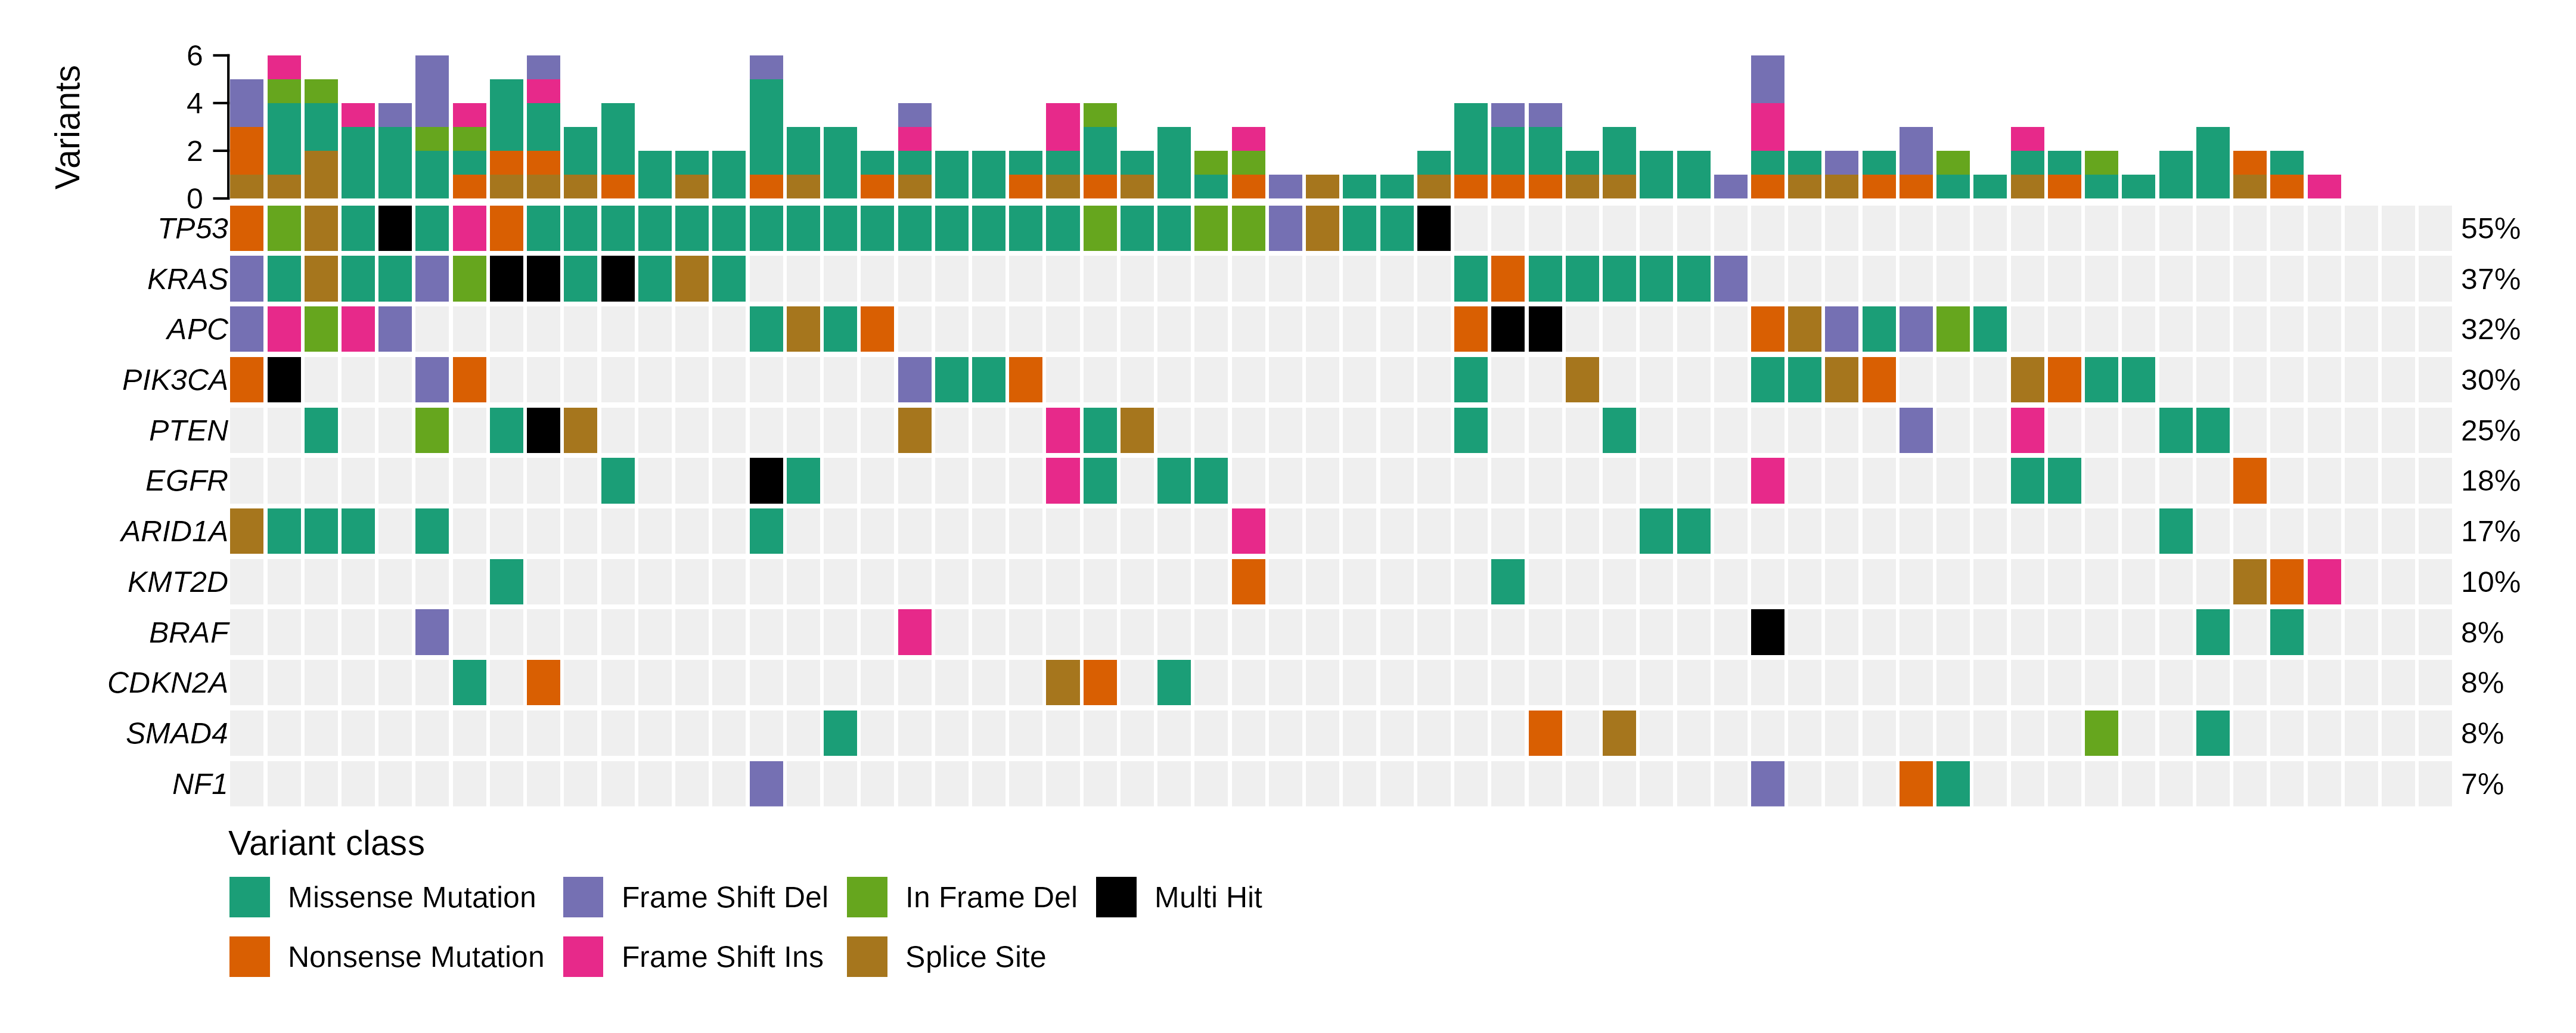 Variants
6
4
2
0
TP53 55%
KRAS 37%
APC 32%
PIK3CA 30%
PTEN 25%
EGFR 18%
ARID1A 17%
KMT2D 10%
BRAF 8%
CDKN2A 8%
SMAD4 8%
NF1 7%
Variant class
Missense Mutation Frame Shift Del In Frame Del Multi Hit
Nonsense Mutation Frame Shift Ins Splice Site